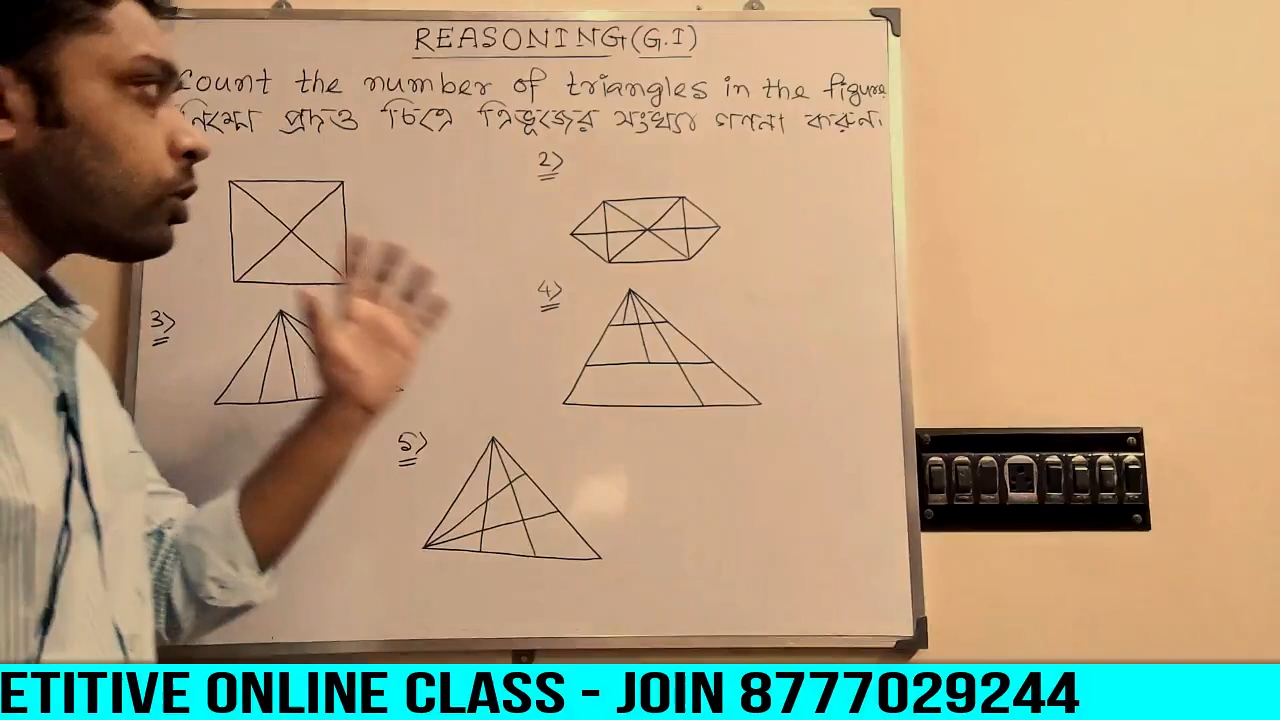 REASONING(G.I)
Count the number of triangles in the figure
নিম্নে প্রদত্ত চিত্রে ত্রিভূজের সংখ্যা গণনা করুন.
2>
3>
4>
5>
ETITIVE ONLINE CLASS - JOIN 8777029244